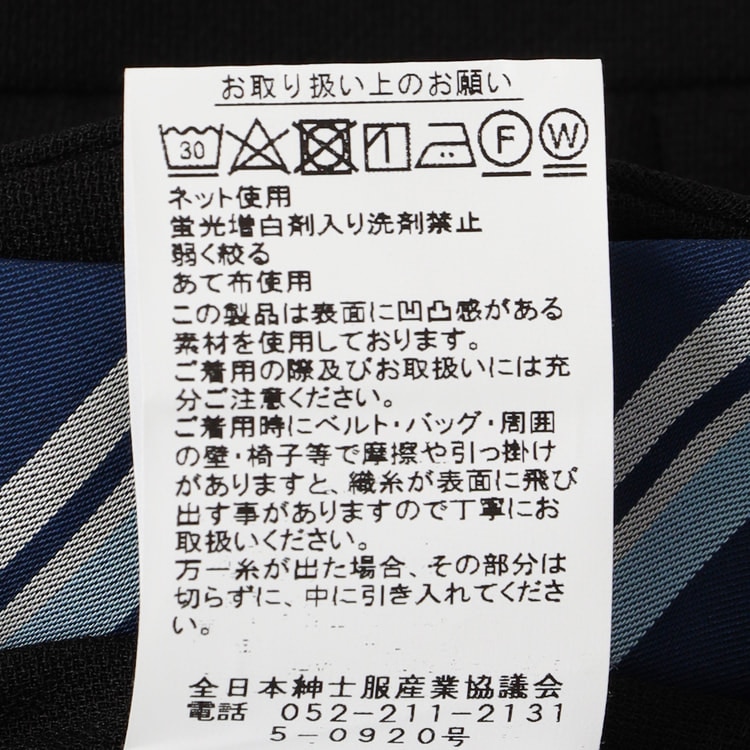 お取り扱い上のお願い
30 F W
ネット使用
蛍光増白剤入り洗剤禁止
弱く絞る
あて布使用
この製品は表面に凹凸感がある
素材を使用しております。
ご着用の際及びお取扱いには充
分ご注意ください。
ご着用時にベルト・バッグ・周囲
の壁・椅子等で摩擦や引っ掛け
がありますと、織糸が表面に飛び
出す事がありますので丁寧にお
取扱いください。
万一糸が出た場合、その部分は
切らずに、中に引き入れてくださ
い。
全日本紳士服産業協議会
電話 052-211-2131
5-0920号